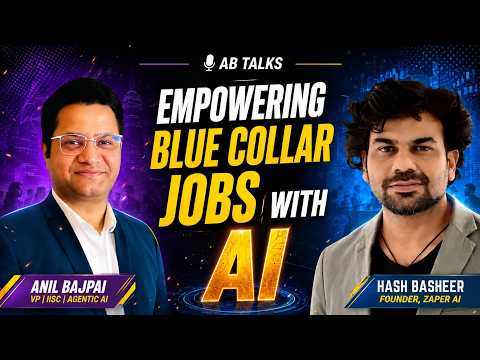 AB TALKS
EMPOWERING
BLUE COLLAR
JOBS WITH
AI
ANIL BAJPAI
VP | IISC | AGENTIC AI
HASH BASHEER
FOUNDER, ZAPER AI